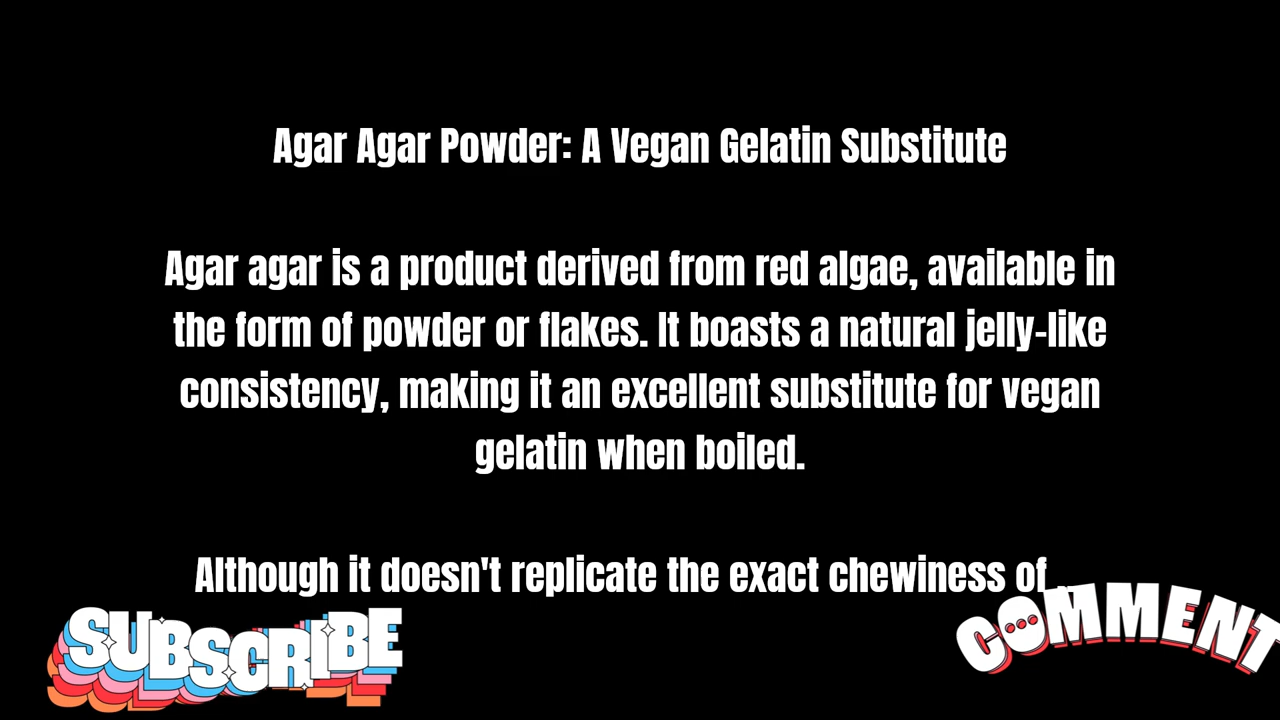 Agar Agar Powder: A Vegan Gelatin Substitute
Agar agar is a product derived from red algae, available in
the form of powder or flakes. It boasts a natural jelly-like
consistency, making it an excellent substitute for vegan
gelatin when boiled.
Although it doesn't replicate the exact chewiness of ...
SUBSCRIBE
COMMENT